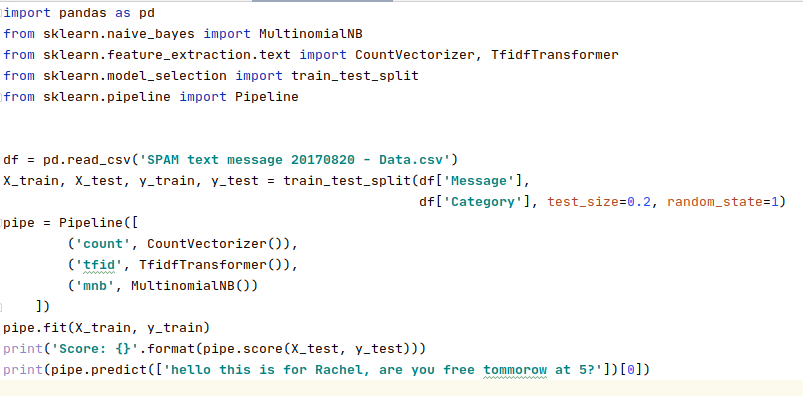 import pandas as pd
from sklearn.naive_bayes import MultinomialNB
from sklearn.feature_extraction.text import CountVectorizer, TfidfTransformer
from sklearn.model_selection import train_test_split
from sklearn.pipeline import Pipeline
df = pd.read_csv('SPAM text message 20170820 - Data.csv')
X_train, X_test, y_train, y_test = train_test_split(df['Message'],
df['Category'], test_size=0.2, random_state=1)
pipe = Pipeline([
('count', CountVectorizer()),
('tfid', TfidfTransformer()),
('mnb', MultinomialNB())
])
pipe.fit(X_train, y_train)
print('Score: {}'.format(pipe.score(X_test, y_test)))
print(pipe.predict(['hello this is for Rachel, are you free tommorow at 5?'])[0])